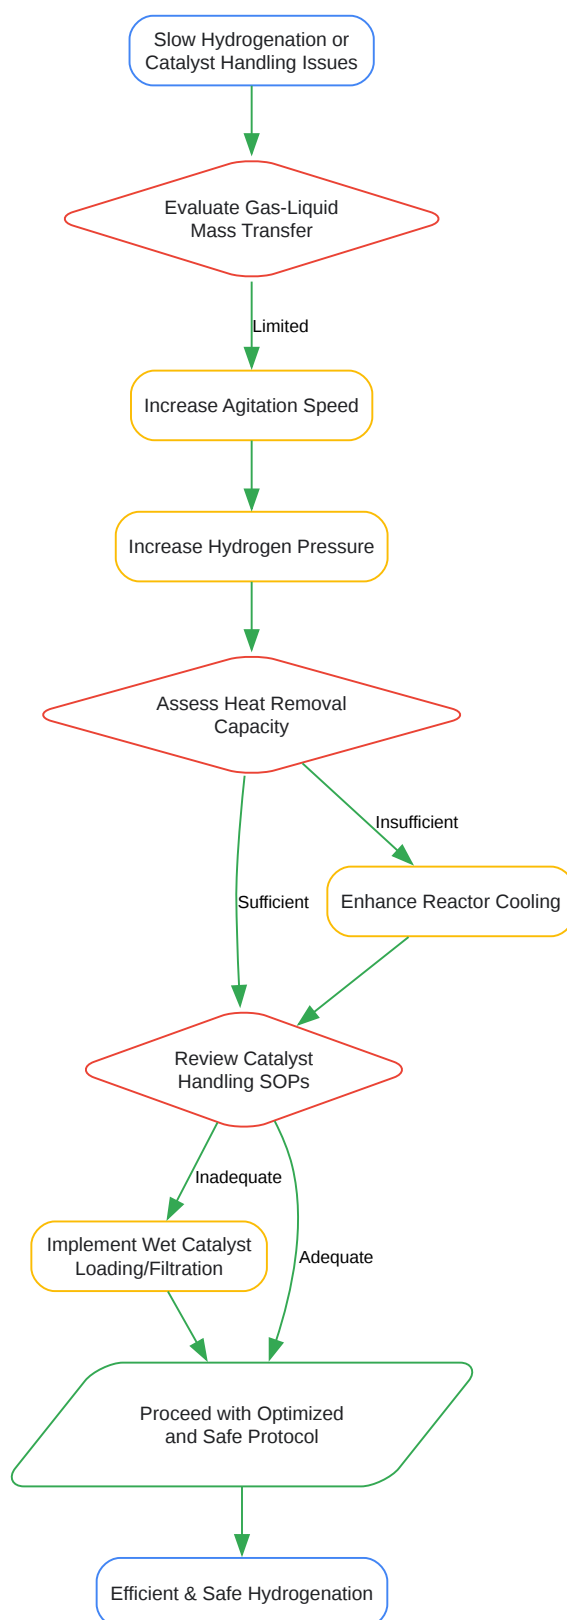 Slow Hydrogenation or
Catalyst Handling Issues
Evaluate Gas-Liquid
Mass Transfer
Limited
Increase Agitation Speed
Increase Hydrogen Pressure
Assess Heat Removal
Capacity
Insufficient
Enhance Reactor Cooling
Sufficient
Review Catalyst
Handling SOPs
Inadequate
Implement Wet Catalyst
Loading/Filtration
Adequate
Proceed with Optimized
and Safe Protocol
Efficient & Safe Hydrogenation